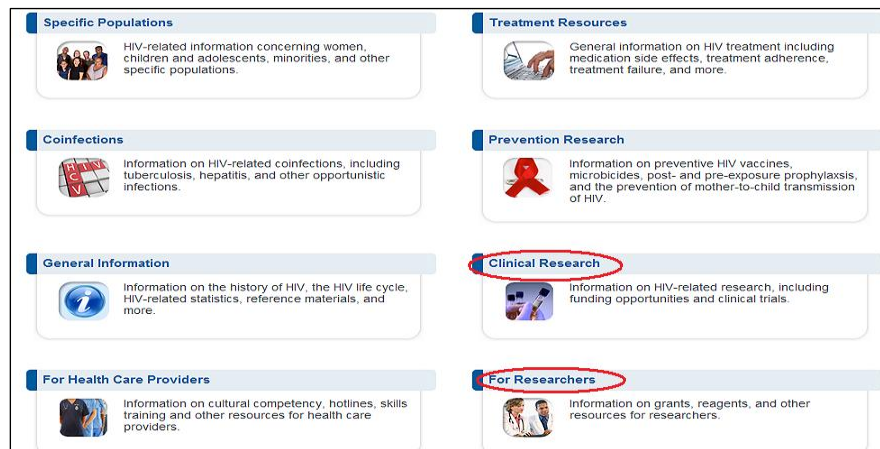 Specific Populations
HIV-related information concerning women,
children and adolescents, minorities, and other
specific populations.
Treatment Resources
General information on HIV treatment including
medication side effects, treatment adherence,
treatment failure, and more.
Coinfections
HIV
C
V
Information on HIV-related coinfections, including
tuberculosis, hepatitis, and other opportunistic
infections.
Prevention Research
Information on preventive HIV vaccines,
microbicides, post- and pre-exposure prophylaxsis,
and the prevention of mother-to-child transmission
of HIV.
General Information
i
Information on the history of HIV, the HIV life cycle,
HIV-related statistics, reference materials, and
more.
Clinical Research
Information on HIV-related research, including
funding opportunities and clinical trials.
For Health Care Providers
Information on cultural competency, hotlines, skills
training and other resources for health care
providers.
For Researchers
Information on grants, reagents, and other
resources for researchers.